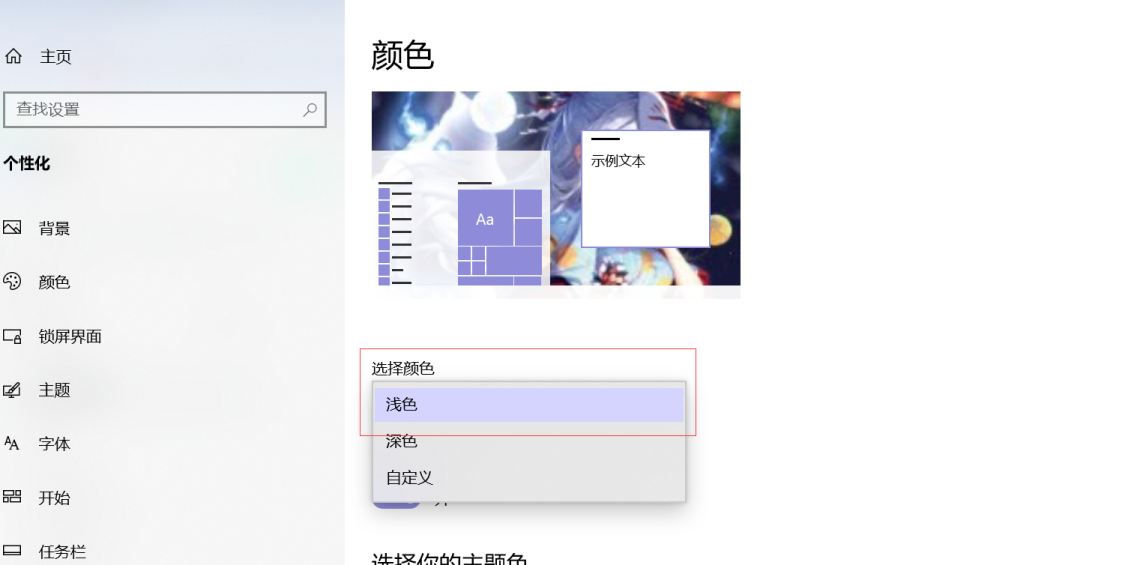 主页
查找设置
个性化
背景
颜色
锁屏界面
主题
字体
开始
任务栏
颜色
示例文本
Aa
选择颜色
浅色
深色
自定义
选择你的主题色